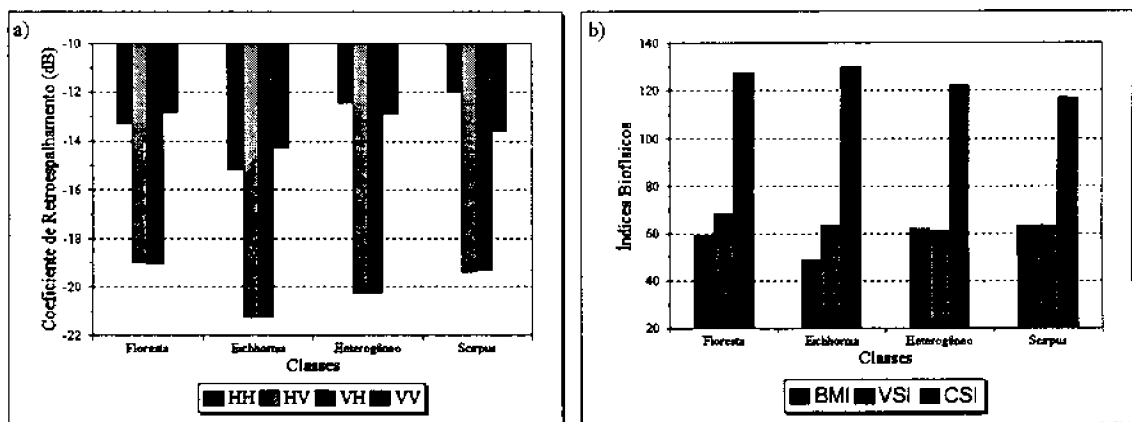 a)
Coeficiente de Retroespalhamento (dB)
-10
-12
-14
-16
-18
-20
-22
Floresta Eichhornia Heterogêneo Scirpus
Classes
HH HV VH VV
b)
Índices Biofísicos
140
120
100
80
60
40
20
Floresta Eichhornia Heterogêneo Scirpus
Classes
BMI VSI CSI